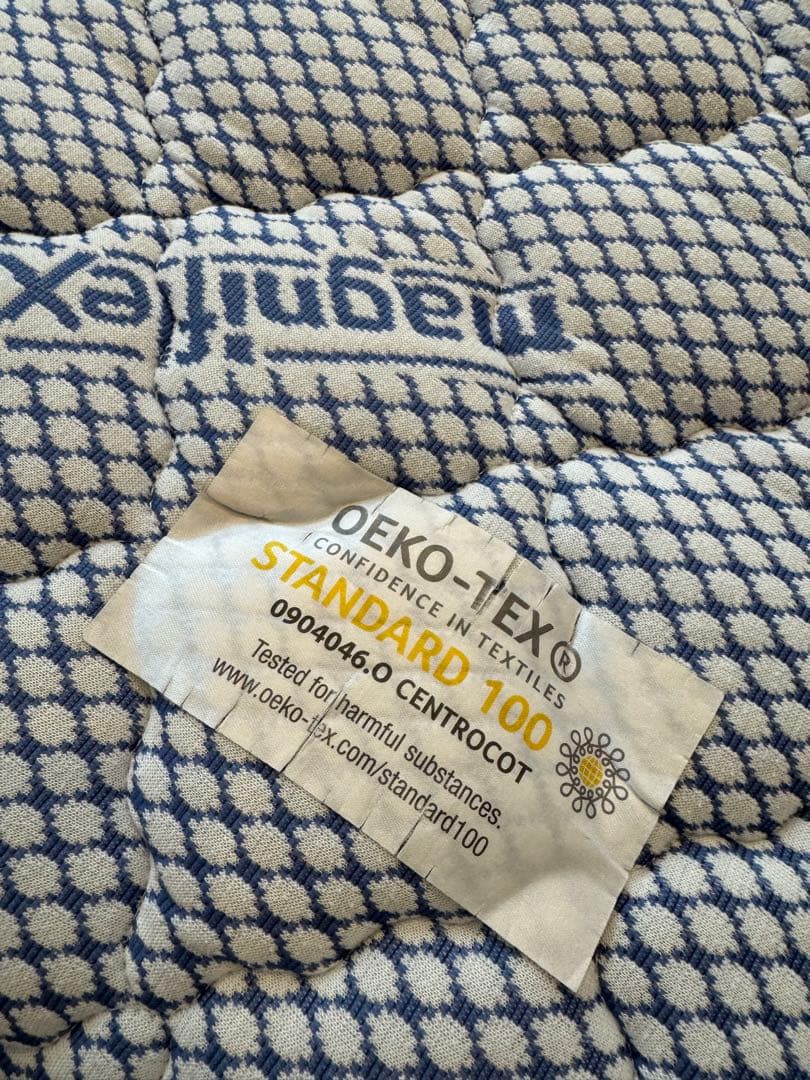 magniflex
OEKO-TEX®
CONFIDENCE IN TEXTILES
STANDARD 100
0904046.O CENTROCOT
Tested for harmful substances.
www.oeko-tex.com/standard100